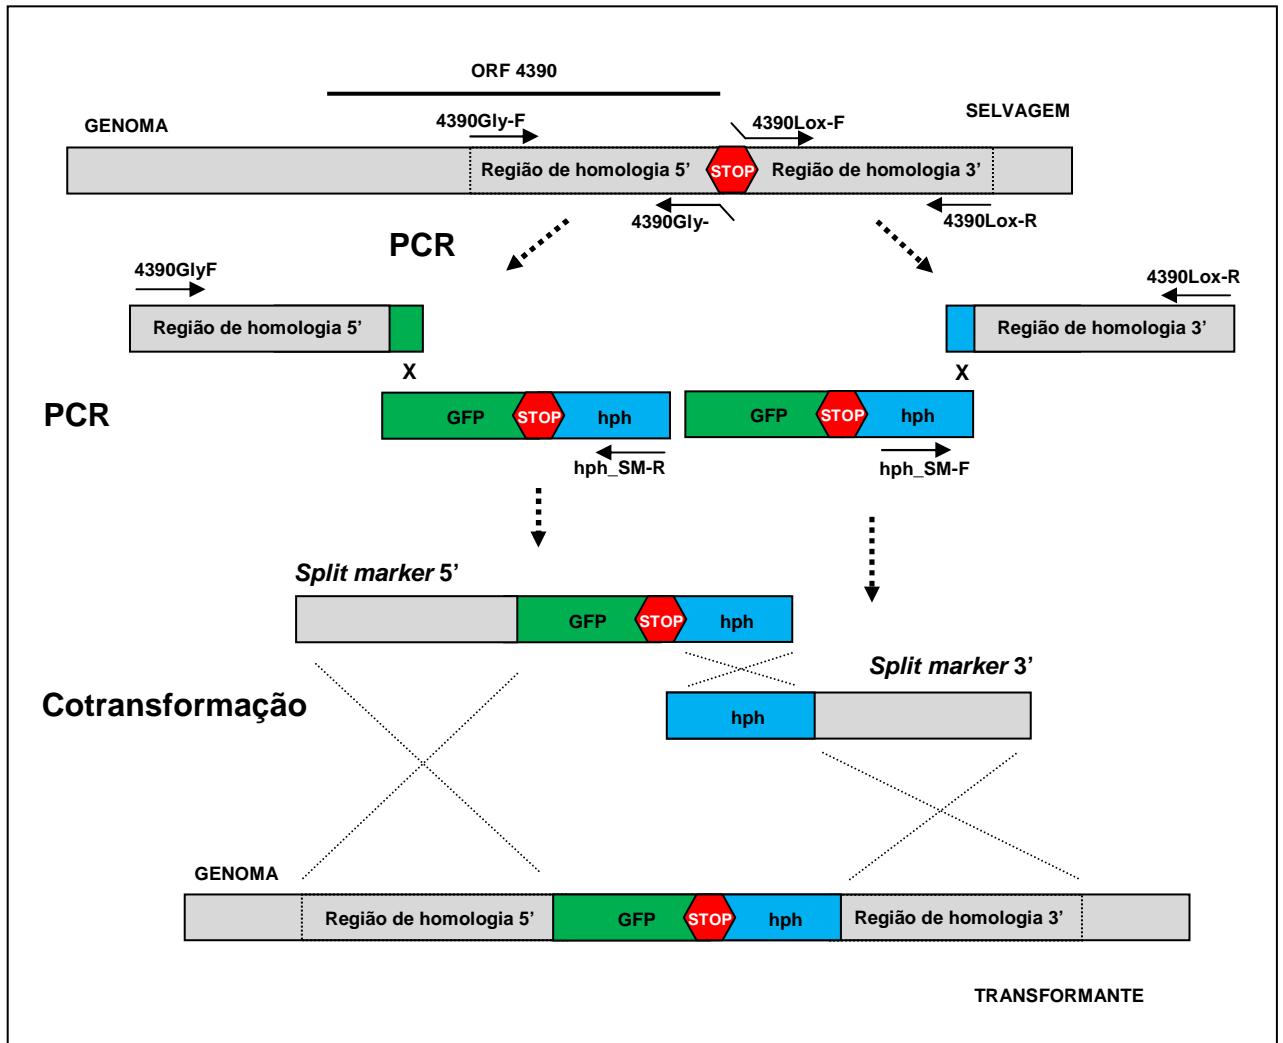 ORF 4390
GENOMA
SELVAGEM
4390Gly-F
4390Lox-F
Região de homologia 5’
STOP
Região de homologia 3’
4390Gly-
4390Lox-R
PCR
4390GlyF
4390Lox-R
Região de homologia 5’
Região de homologia 3’
X
X
PCR
GFP
STOP
hph
GFP
STOP
hph
hph_SM-R
hph_SM-F
Split marker 5’
GFP
STOP
hph
Split marker 3’
Cotransformação
hph
GENOMA
Região de homologia 5’
GFP
STOP
hph
Região de homologia 3’
TRANSFORMANTE